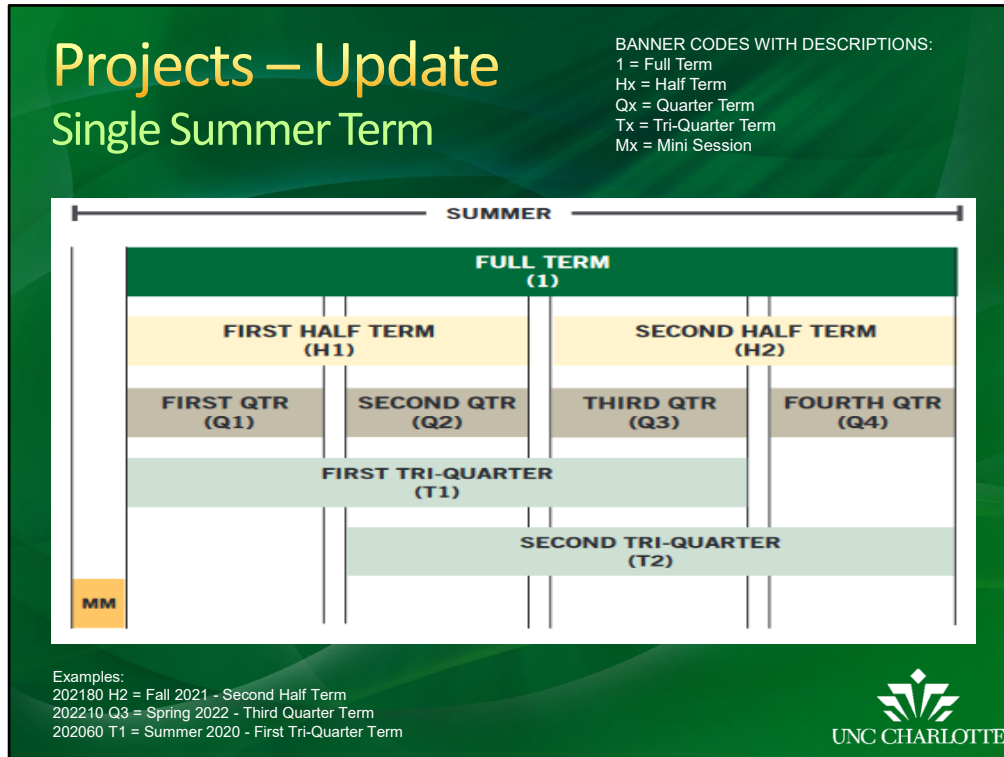 Projects – Update
Single Summer Term
BANNER CODES WITH DESCRIPTIONS:
1 = Full Term
Hx = Half Term
Qx = Quarter Term
Tx = Tri-Quarter Term
Mx = Mini Session
SUMMER
FULL TERM
(1)
FIRST HALF TERM
(H1)
SECOND HALF TERM
(H2)
FIRST QTR
(Q1)
SECOND QTR
(Q2)
THIRD QTR
(Q3)
FOURTH QTR
(Q4)
FIRST TRI-QUARTER
(T1)
SECOND TRI-QUARTER
(T2)
MM
Examples:
202180 H2 = Fall 2021 - Second Half Term
202210 Q3 = Spring 2022 - Third Quarter Term
202060 T1 = Summer 2020 - First Tri-Quarter Term
UNC CHARLOTTE